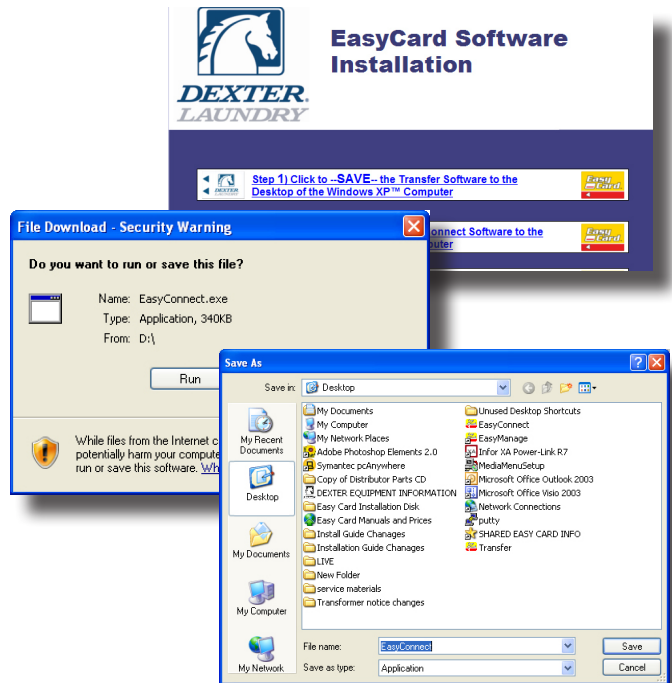 EasyCard Software
Installation
DEXTER.
LAUNDRY
Step 1) Click to --SAVE-- the Transfer Software to the
Desktop of the Windows XP™ Computer
Easy
Card.
DEXTER
onnect Software to the
puter
Easy
Card.
File Download - Security Warning
Do you want to run or save this file?
Name: EasyConnect.exe
Type: Application, 340KB
From: D:\
Run
While files from the Internet c
potentially harm your compute
run or save this software. Wh
Save As
Save in: Desktop
My Recent
Documents
Desktop
My Documents
My Computer
My Network
My Documents
My Computer
My Network Places
Adobe Photoshop Elements 2.0
Symantec pcAnywhere
Copy of Distributor Parts CD
DEXTER EQUIPMENT INFORMATION
Easy Card Installation Disk
Easy Card Manuals and Prices
Install Guide Chanages
Installation Guide Chanages
LIVE
New Folder
service materials
Transformer notice changes
Unused Desktop Shortcuts
EasyConnect
EasyManage
Infor XA Power-Link R7
MediaMenuSetup
Microsoft Office Outlook 2003
Microsoft Office Visio 2003
Network Connections
putty
SHARED EASY CARD INFO
Transfer
File name: EasyConnect
Save
Save as type: Application
Cancel